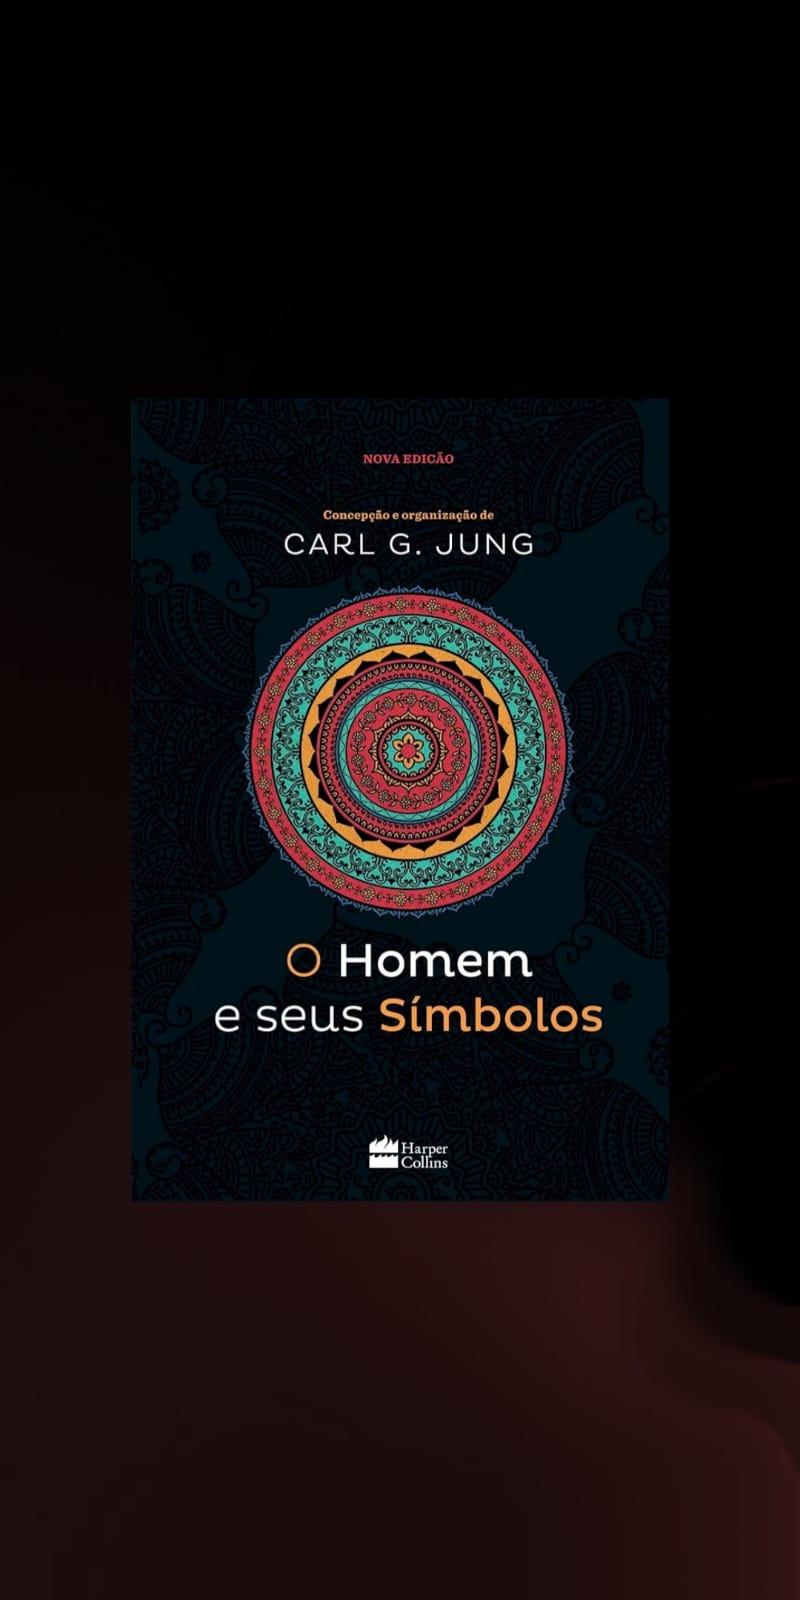 NOVA EDIÇÃO
Concepção e organização de
CARL G. JUNG
O Homem
e seus Símbolos
Harper
Collins